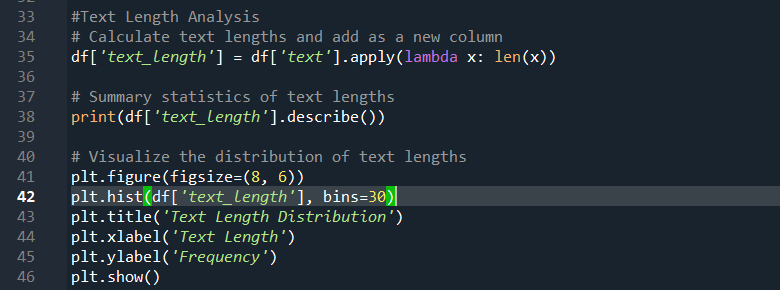 33 #Text Length Analysis
34 # Calculate text lengths and add as a new column
35 df['text_length'] = df['text'].apply(lambda x: len(x))
36
37 # Summary statistics of text lengths
38 print(df['text_length'].describe())
39
40 # Visualize the distribution of text lengths
41 plt.figure(figsize=(8, 6))
42 plt.hist(df['text_length'], bins=30)
43 plt.title('Text Length Distribution')
44 plt.xlabel('Text Length')
45 plt.ylabel('Frequency')
46 plt.show()